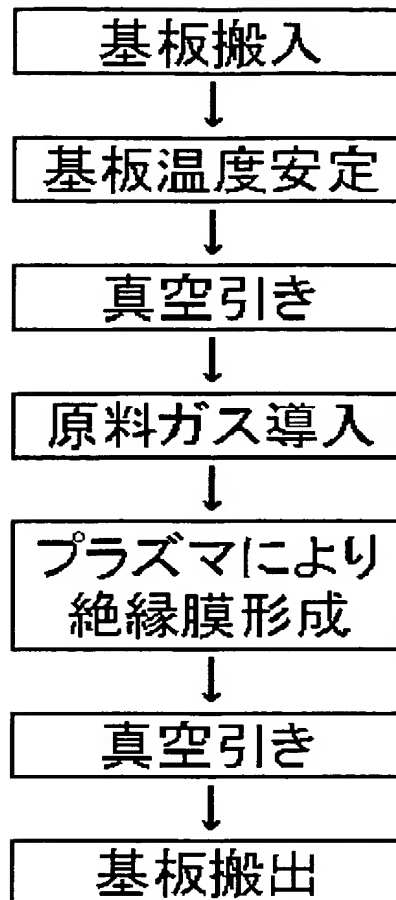 基板搬入
基板温度安定
真空引き
原料ガス導入
プラズマにより
絶縁膜形成
真空引き
基板搬出